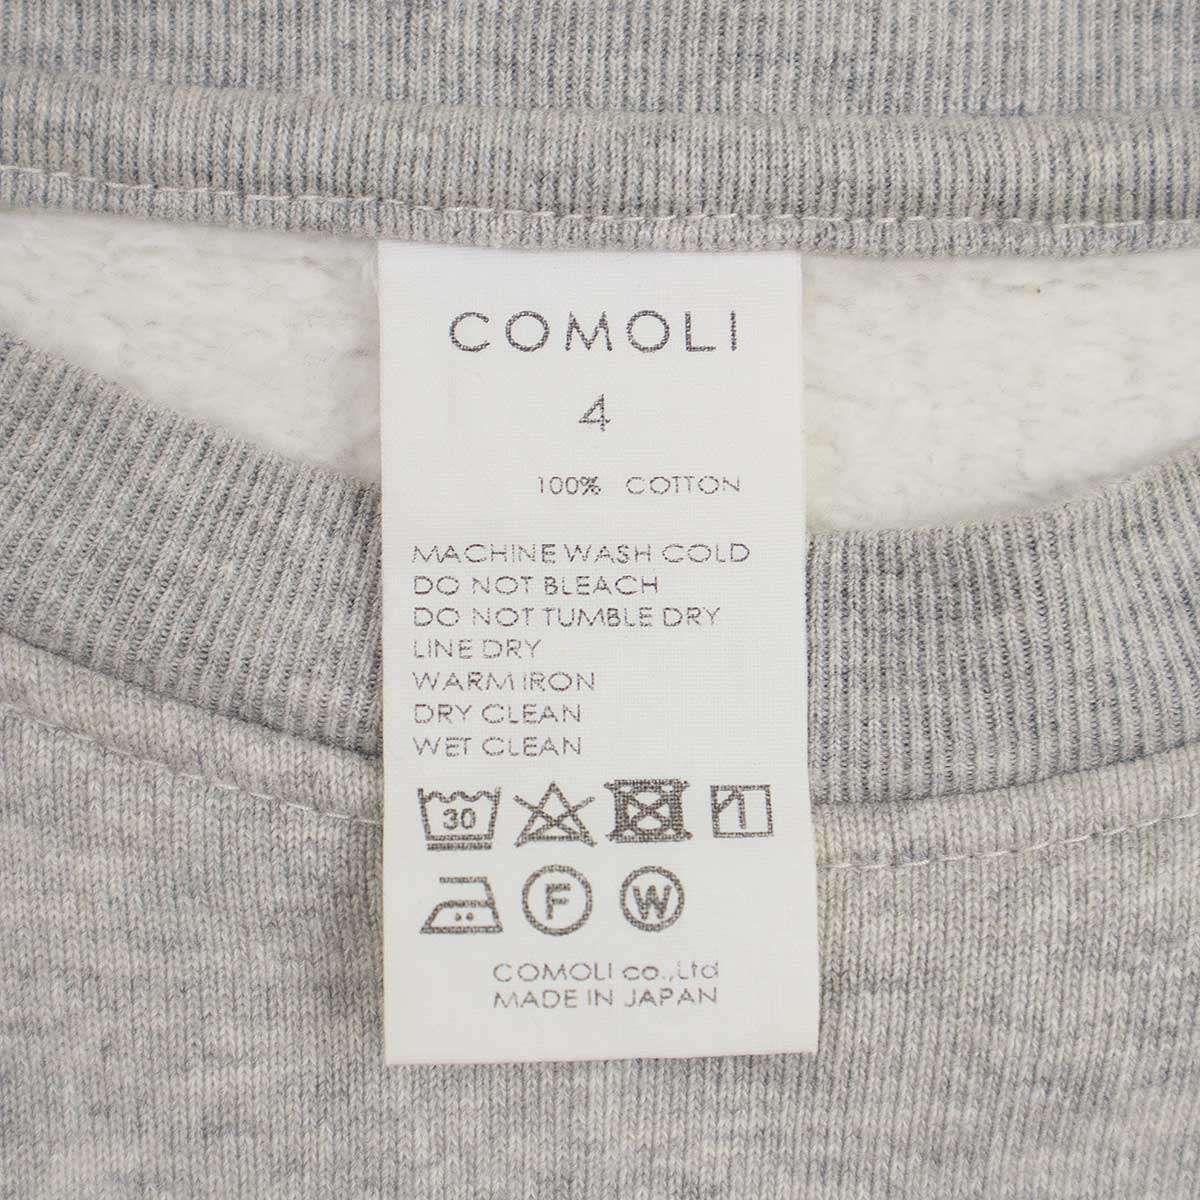 COMOLI
4
100% COTTON
MACHINE WASH COLD
DO NOT BLEACH
DO NOT TUMBLE DRY
LINE DRY
WARM IRON
DRY CLEAN
WET CLEAN
30
F W
COMOLI co.,Ltd
MADE IN JAPAN